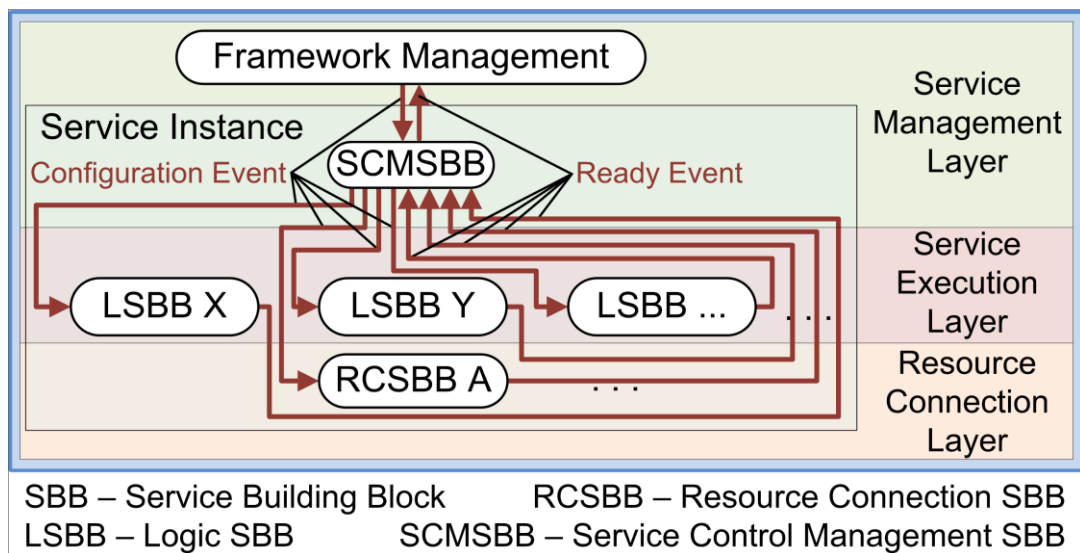 Framework Management
Service
Management
Layer
Service Instance
SCMSBB
Configuration Event
Ready Event
Service
Execution
Layer
LSBB X
LSBB Y
LSBB ...
. . .
Resource
Connection
Layer
RCSBB A
. . .
SBB – Service Building Block
RCSBB – Resource Connection SBB
LSBB – Logic SBB
SCMSBB – Service Control Management SBB